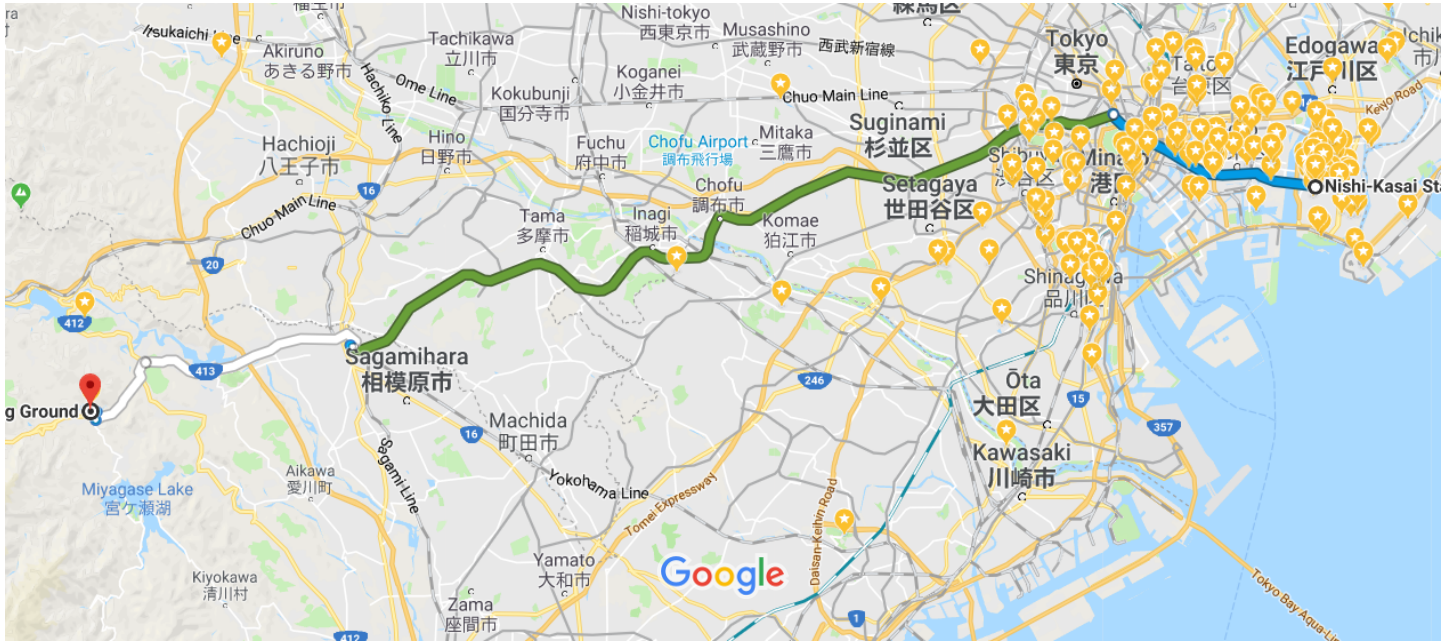 Itsukaichi Line
Akiruno
あきる野市
Tachikawa
立川市
Nishi-tokyo
西東京市
Musashino
武蔵野市
西武新宿線
練馬区
Tokyo
東京
Edogawa
江戸川区
Hachiko Line
Ome Line
Koganei
小金井市
Chuo Main Line
Keiyo Road
Kokubunji
国分寺市
Suginami
杉並区
Hachioji
八王子市
Hino
日野市
Fuchu
府中市
Chofu Airport
調布飛行場
Mitaka
三鷹市
16
Chofu
調布市
Setagaya
世田谷区
港区
Nishi-Kasai Sta
Chuo-Main Line
Tama
多摩市
Inagi
稲城市
Komae
狛江市
20
Shinagawa
品川区
412
413
Sagamihara
相模原市
246
Ōta
大田区
15
g Ground
Machida
町田市
16
357
Kawasaki
川崎市
Sagami Line
Aikawa
愛川町
Yokohama Line
Miyagase Lake
宮ケ瀬湖
Tomei Expressway
Daisan-Keihin Road
Yamato
大和市
Google
Kiyokawa
清川村
Tokyo Bay Aqua-Lin
Zama
座間市
412
1